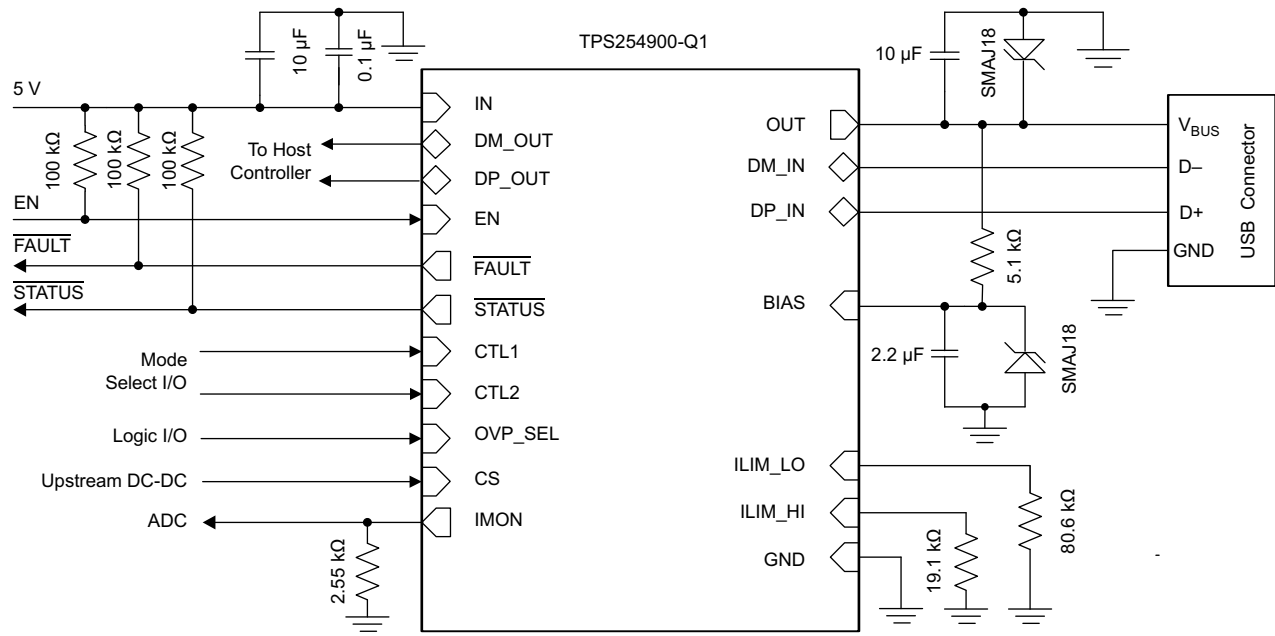 TPS254900-Q1
10 µF
0.1 µF
5 V
100 kΩ
100 kΩ
100 kΩ
To Host
Controller
EN
FAULT
STATUS
Mode
Select I/O
Logic I/O
Upstream DC-DC
ADC
2.55 kΩ
IN
DM_OUT
DP_OUT
EN
FAULT
STATUS
CTL1
CTL2
OVP_SEL
CS
IMON
OUT
DM_IN
DP_IN
BIAS
ILIM_LO
ILIM_HI
GND
10 µF
SMAJ18
5.1 kΩ
2.2 µF
SMAJ18
19.1 kΩ
80.6 kΩ
VBUS
D–
D+
GND
USB Connector
-